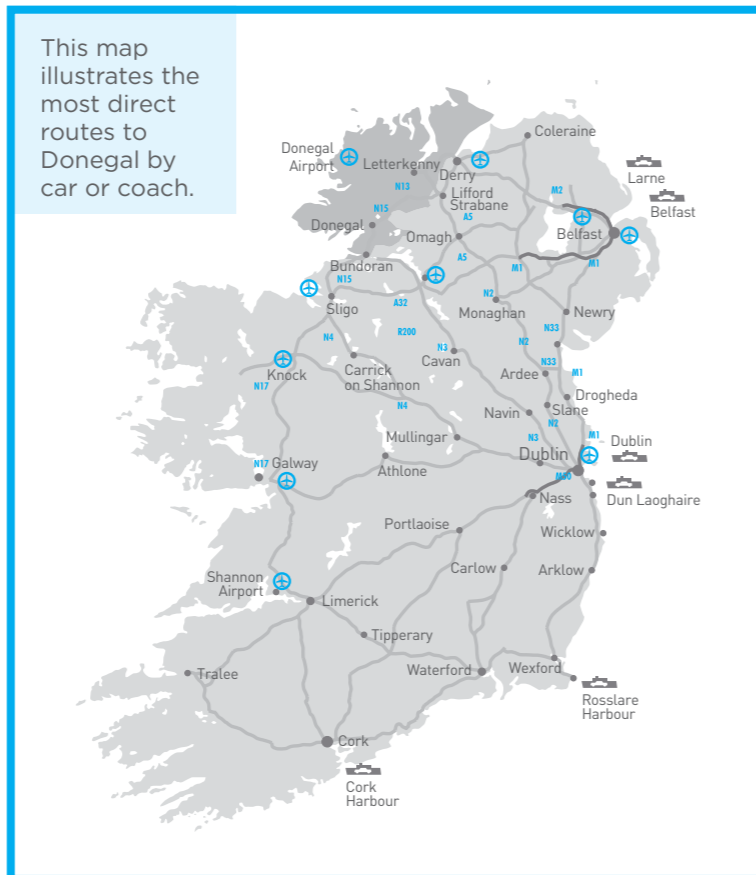 This map
illustrates the
most direct
routes to
Donegal by
car or coach.
Coleraine
Donegal
Airport
Letterkenny
Derry
Larne
N13
Lifford
Strabane
M2
Belfast
N15
A5
Donegal
Omagh
Belfast
Bundoran
A5
M1
M1
N15
Sligo
A32
N2
Monaghan
Newry
R200
N33
N4
N3
Cavan
N2
Knock
Carrick
on Shannon
Ardee
N33
M1
N17
N4
Drogheda
Navin
Slane
N2
Mullingar
N3
M1
Dublin
Dublin
N17
Galway
Athlone
M50
Dun Laoghaire
Nass
Portlaoise
Wicklow
Carlow
Arklow
Shannon
Airport
Limerick
Tipperary
Tralee
Waterford
Wexford
Rosslare
Harbour
Cork
Cork
Harbour